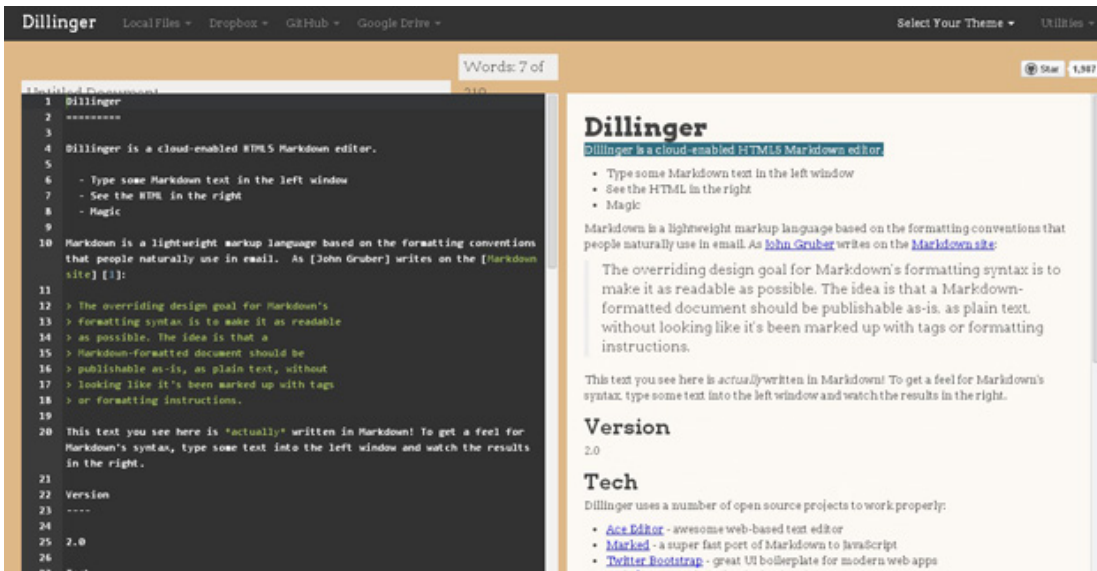 Dillinger Local Files Dropbox GitHub Google Drive Select Your Theme Utilities
Words: 7 of
Star 1,987
Untitled Document 210
1 Dillinger
2 ---------
3
4 Dillinger is a cloud-enabled HTML5 Markdown editor.
5
6 - Type some Markdown text in the left window
7 - See the HTML in the right
8 - Magic
9
10 Markdown is a lightweight markup language based on the formatting conventions
that people naturally use in email. As [John Gruber] writes on the [Markdown
site] [1]:
11
12 > The overriding design goal for Markdown's
13 > formatting syntax is to make it as readable
14 > as possible. The idea is that a
15 > Markdown-formatted document should be
16 > publishable as-is, as plain text, without
17 > looking like it's been marked up with tags
18 > or formatting instructions.
19
20 This text you see here is *actually* written in Markdown! To get a feel for
Markdown's syntax, type some text into the left window and watch the results
in the right.
21
22 Version
23 ----
24
25 2.0
26
Dillinger
Dillinger is a cloud-enabled HTML5 Markdown editor.
• Type some Markdown text in the left window
• See the HTML in the right
• Magic
Markdown is a lightweight markup language based on the formatting conventions that
people naturally use in email. As John Gruber writes on the Markdown site:
The overriding design goal for Markdown's formatting syntax is to
make it as readable as possible. The idea is that a Markdown-
formatted document should be publishable as-is, as plain text,
without looking like it's been marked up with tags or formatting
instructions.
This text you see here is actually written in Markdown! To get a feel for Markdown's
syntax, type some text into the left window and watch the results in the right.
Version
2.0
Tech
Dillinger uses a number of open source projects to work properly:
• Ace Editor - awesome web-based text editor
• Marked - a super fast port of Markdown to JavaScript
• Twitter Bootstrap - great UI boilerplate for modern web apps